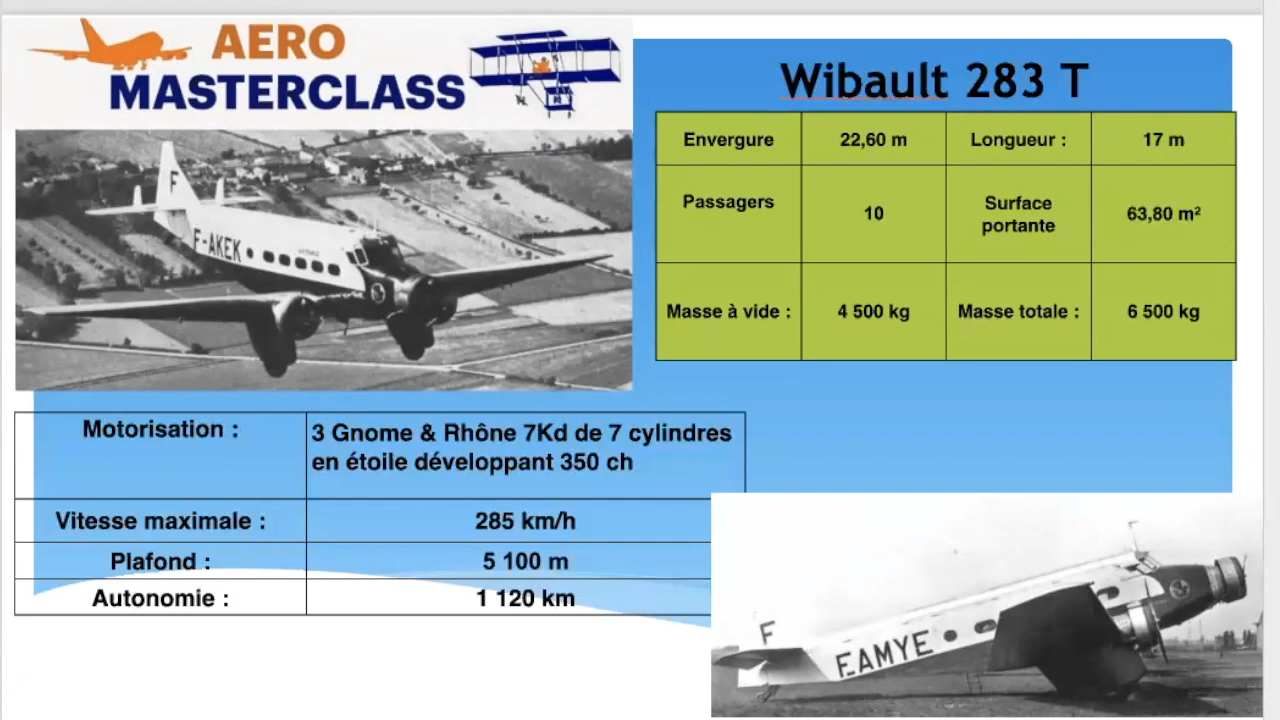 AERO
MASTERCLASS
Wibault 283 T
Envergure 22,60 m Longueur : 17 m
Passagers 10 Surface portante 63,80 m²
Masse à vide : 4 500 kg Masse totale : 6 500 kg
F
F-AKEK
Motorisation : 3 Gnome & Rhône 7Kd de 7 cylindres
en étoile développant 350 ch
Vitesse maximale : 285 km/h
Plafond : 5 100 m
Autonomie : 1 120 km
F
F.AMYE